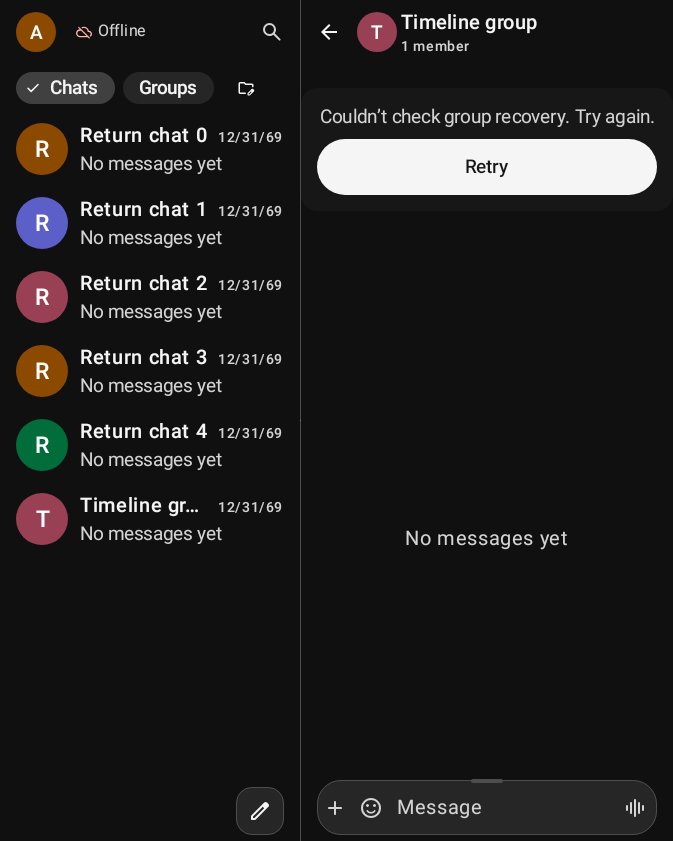 A
Offline
Chats
Groups
R
Return chat 0
12/31/69
No messages yet
R
Return chat 1
12/31/69
No messages yet
R
Return chat 2
12/31/69
No messages yet
R
Return chat 3
12/31/69
No messages yet
R
Return chat 4
12/31/69
No messages yet
T
Timeline gr...
12/31/69
No messages yet
T
Timeline group
1 member
Couldn't check group recovery. Try again.
Retry
No messages yet
Message